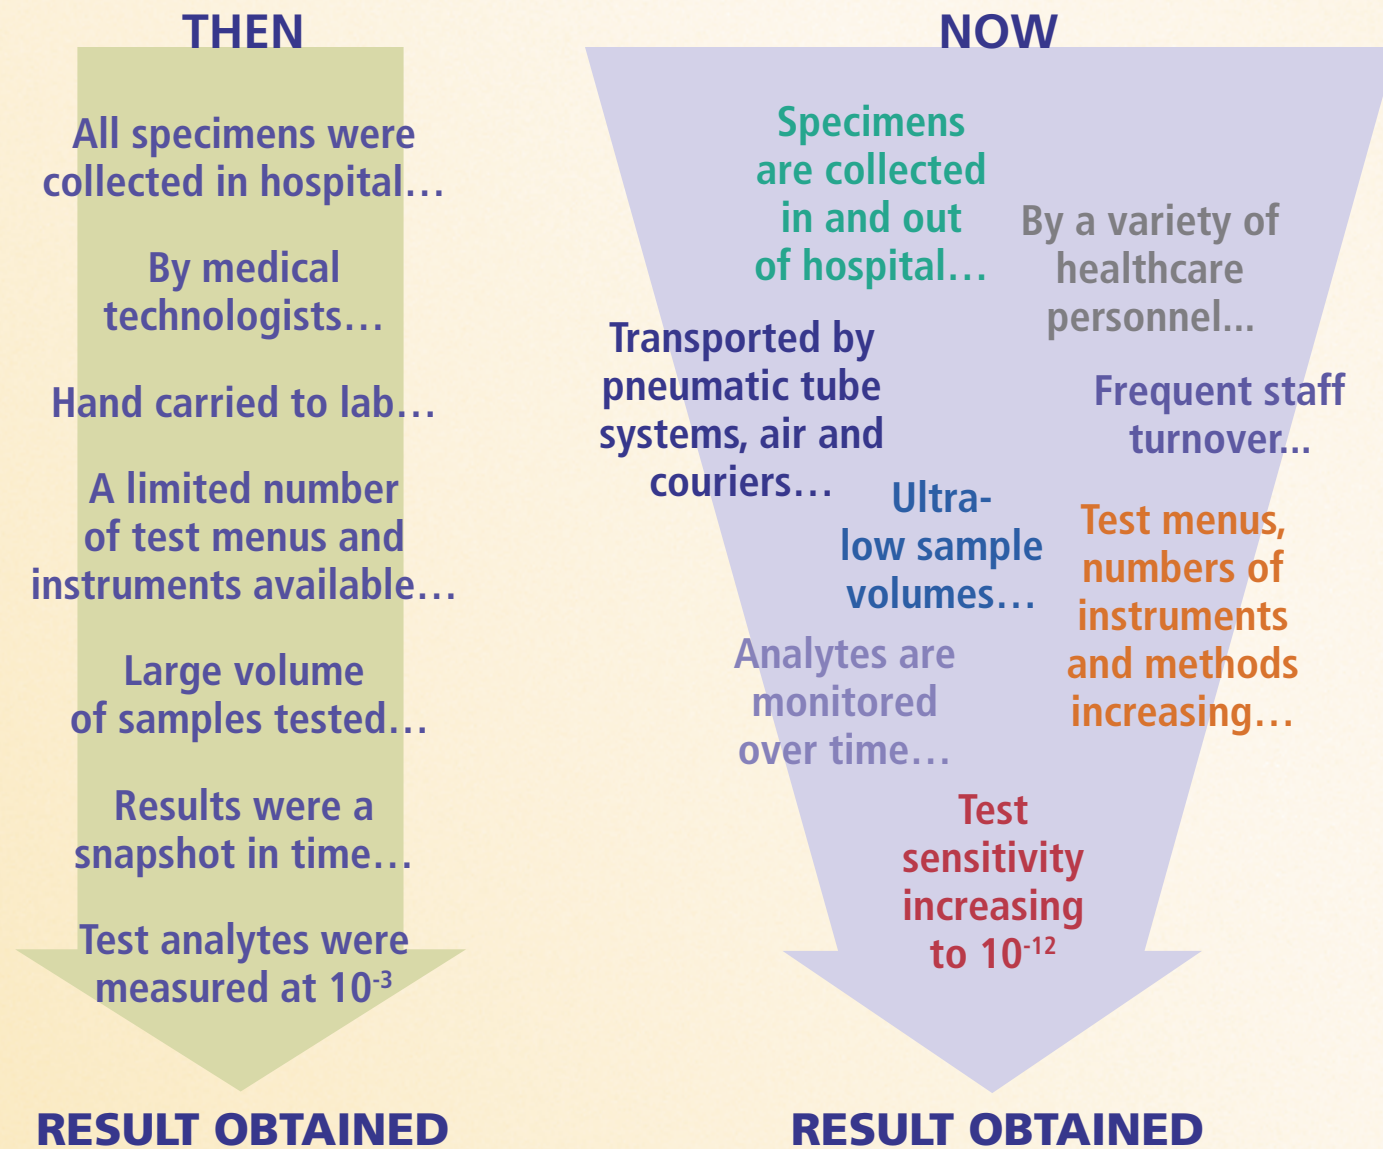 THEN
All specimens were
collected in hospital…
By medical
technologists…
Hand carried to lab…
A limited number
of test menus and
instruments available…
Large volume
of samples tested…
Results were a
snapshot in time…
Test analytes were
measured at 10⁻³
RESULT OBTAINED
NOW
Specimens
are collected
in and out
of hospital…
By a variety of
healthcare
personnel...
Transported by
pneumatic tube
systems, air and
couriers…
Frequent staff
turnover...
Ultra-
low sample
volumes…
Test menus,
numbers of
instruments
and methods
increasing…
Analytes are
monitored
over time…
Test
sensitivity
increasing
to 10⁻¹²
RESULT OBTAINED